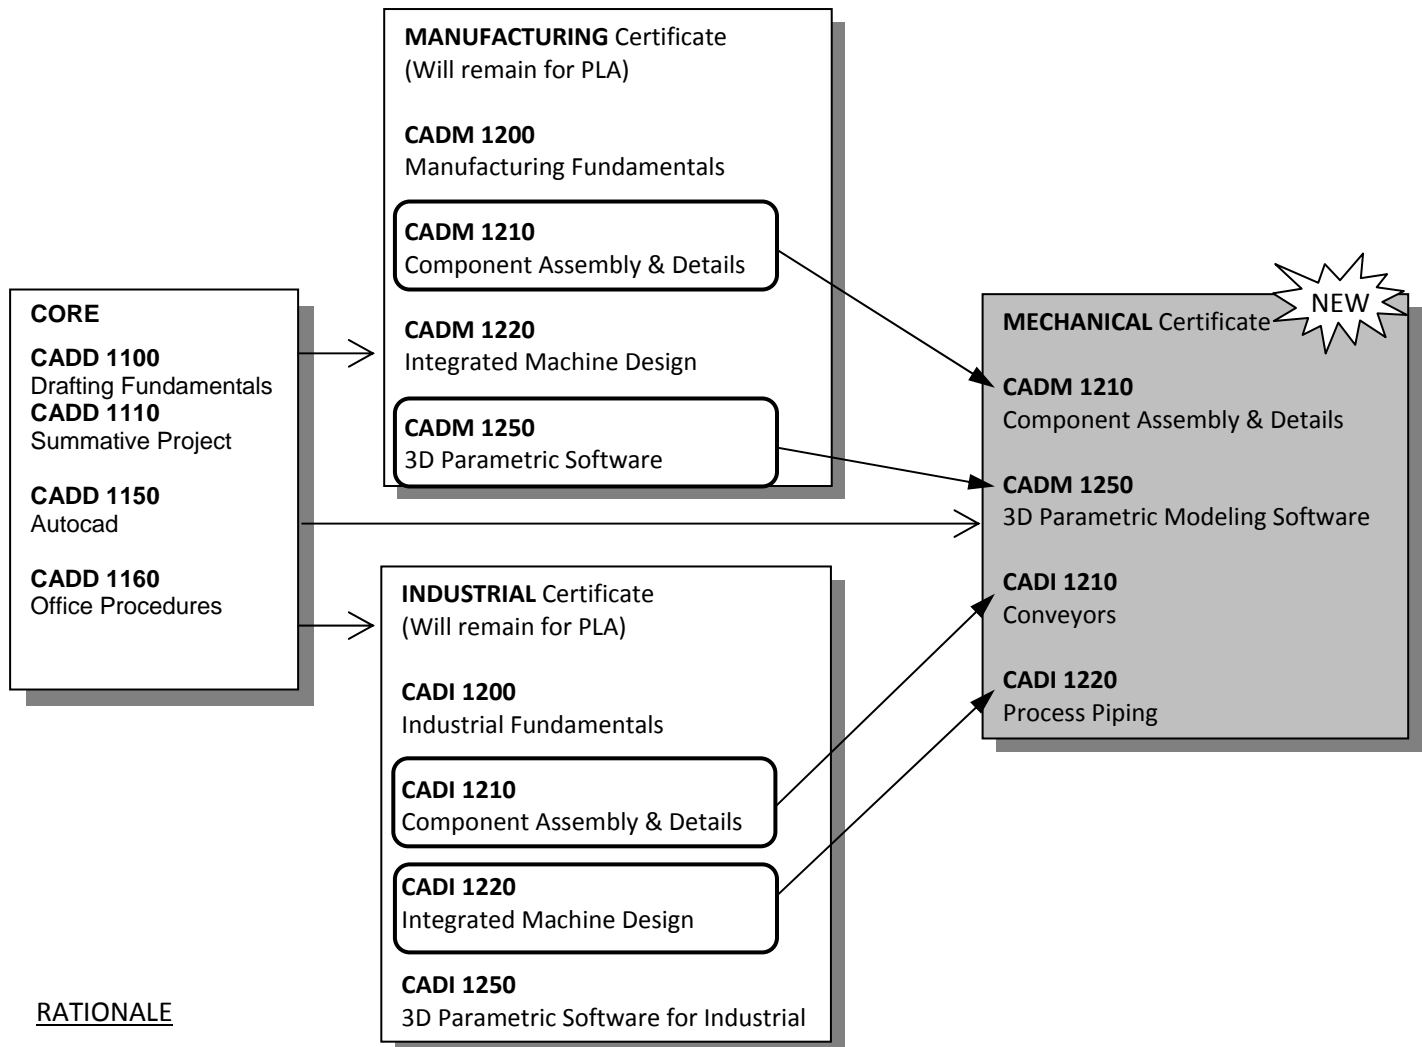 MANUFACTURING Certificate
(Will remain for PLA)
CADM 1200
Manufacturing Fundamentals
CADM 1210
Component Assembly & Details
CADM 1220
Integrated Machine Design
CADM 1250
3D Parametric Software
CORE
CADD 1100
Drafting Fundamentals
CADD 1110
Summative Project
CADD 1150
Autocad
CADD 1160
Office Procedures
INDUSTRIAL Certificate
(Will remain for PLA)
CADI 1200
Industrial Fundamentals
CADI 1210
Component Assembly & Details
CADI 1220
Integrated Machine Design
CADI 1250
3D Parametric Software for Industrial
NEW
MECHANICAL Certificate
CADM 1210
Component Assembly & Details
CADM 1250
3D Parametric Modeling Software
CADI 1210
Conveyors
CADI 1220
Process Piping
RATIONALE